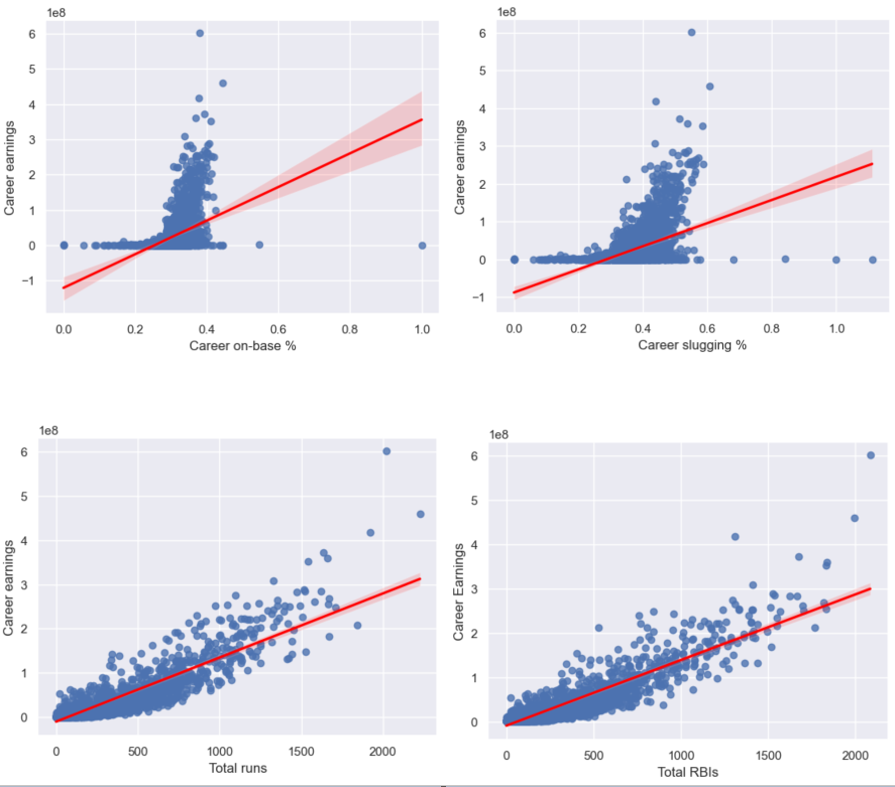 1e8
6
5
4
3
2
1
0
−1
Career earnings
0.0 0.2 0.4 0.6 0.8 1.0
Career on-base %
1e8
6
5
4
3
2
1
0
−1
Career earnings
0.0 0.2 0.4 0.6 0.8 1.0
Career slugging %
1e8
6
5
4
3
2
1
0
Career earnings
0 500 1000 1500 2000
Total runs
1e8
6
5
4
3
2
1
0
Career Earnings
0 500 1000 1500 2000
Total RBIs